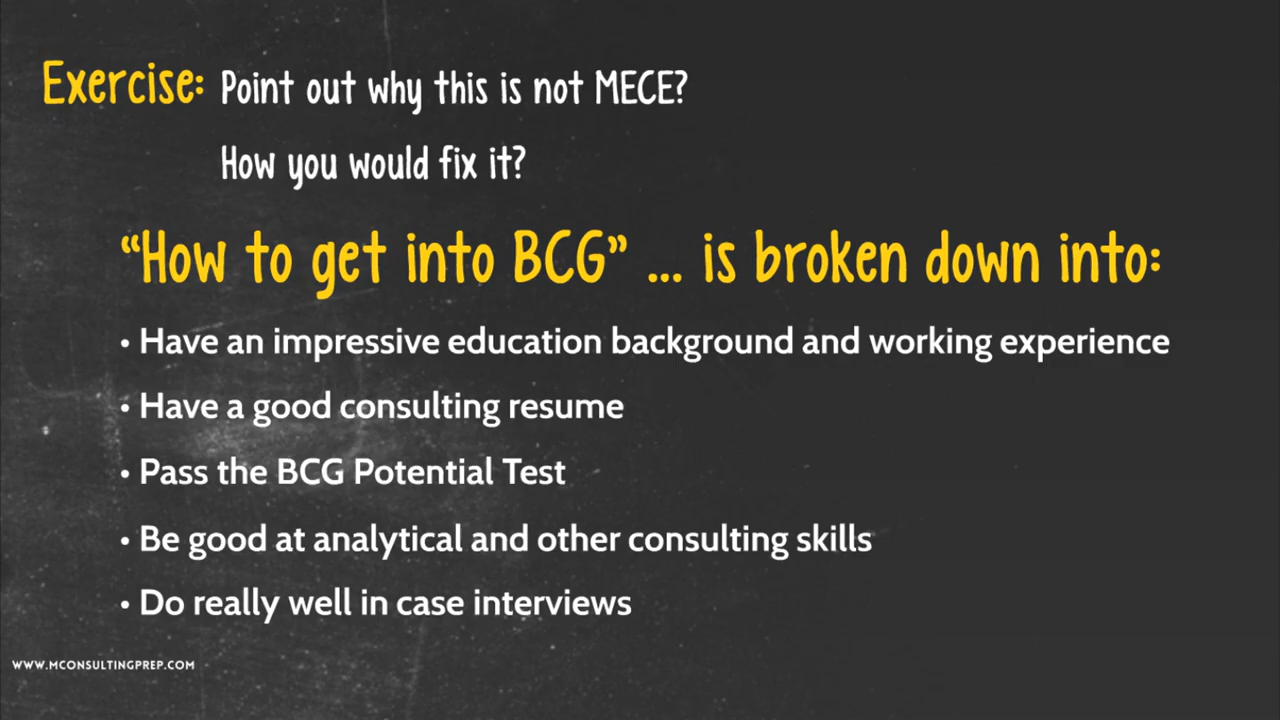 Exercise: Point out why this is not MECE?
How you would fix it?
“How to get into BCG” ... is broken down into:
• Have an impressive education background and working experience
• Have a good consulting resume
• Pass the BCG Potential Test
• Be good at analytical and other consulting skills
• Do really well in case interviews
WWW.MCONSULTINGPREP.COM